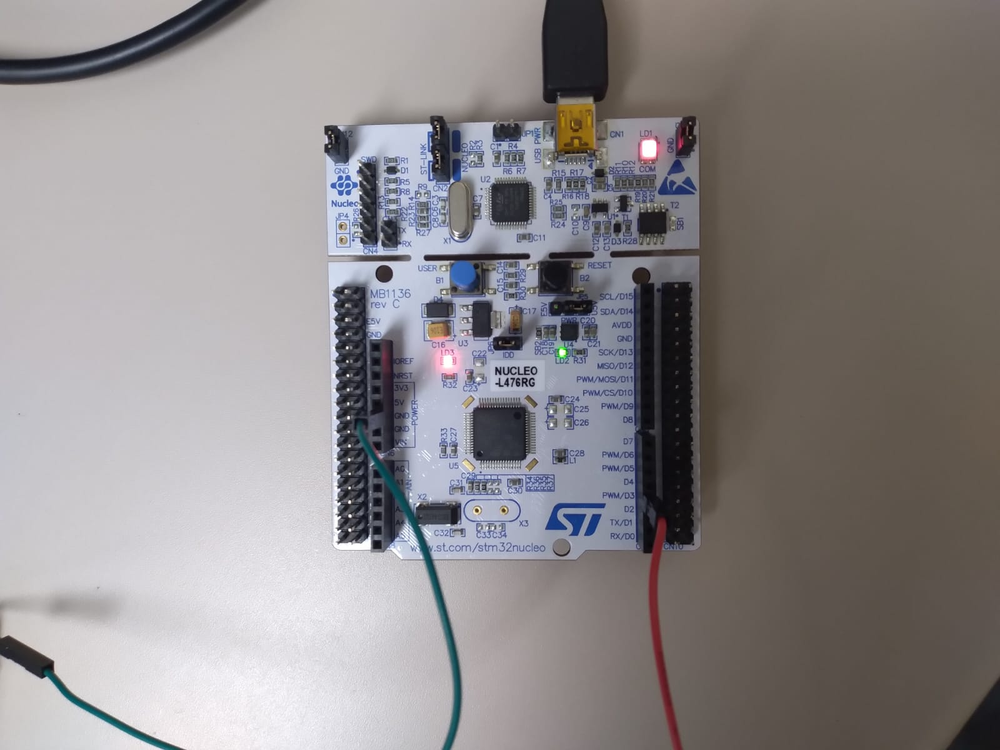 PWR
CN1
LD1
COM
GND
JP1
USB
C1
R4
R6 R7
R2
R3
NUCLEO
ST-LINK
CN2
U2
SWD
GND
Nucleo
R1
D1
R5
R8
R9
JP4
R26
R13
R22
R14
R23
R27
C3
C6
C8
C7
X1
TX
RX
CN4
C11
R15 R17
C4
R16 R18
R25
R24
C10
C9
U1
T1
D2
R11
R10
R12
R19
R20
R21
T2
SB1
C12
C13
D3 R28
USER
B1
C14
R29
C15
R30
RESET
B2
MB1136
rev C
E5V
GND
IOREF
NRST
3V3
5V
GND
GND
VIN
POWER
A0
A1
A3
A4
AIN
D4
C16
U3
C17
JP6
IDD
E5V
JP5
U5V
PWR
C20
SB2
C18
C19
U4
C21
LD2
R31
LD3
R32
C22
C23
NUCLEO
-L476RG
C24
C25
C26
R33
C27
U5
C28
L1
C29
C31
C30
R34
R36
R35
R37
X2
X3
C32
C33 C34
ST
www.st.com/stm32nucleo
SCL/D15
SDA/D14
AVDD
GND
SCK/D13
MISO/D12
PWM/MOSI/D11
PWM/CS/D10
PWM/D9
D8
D7
PWM/D6
PWM/D5
D4
PWM/D3
D2
TX/D1
RX/D0
CN10